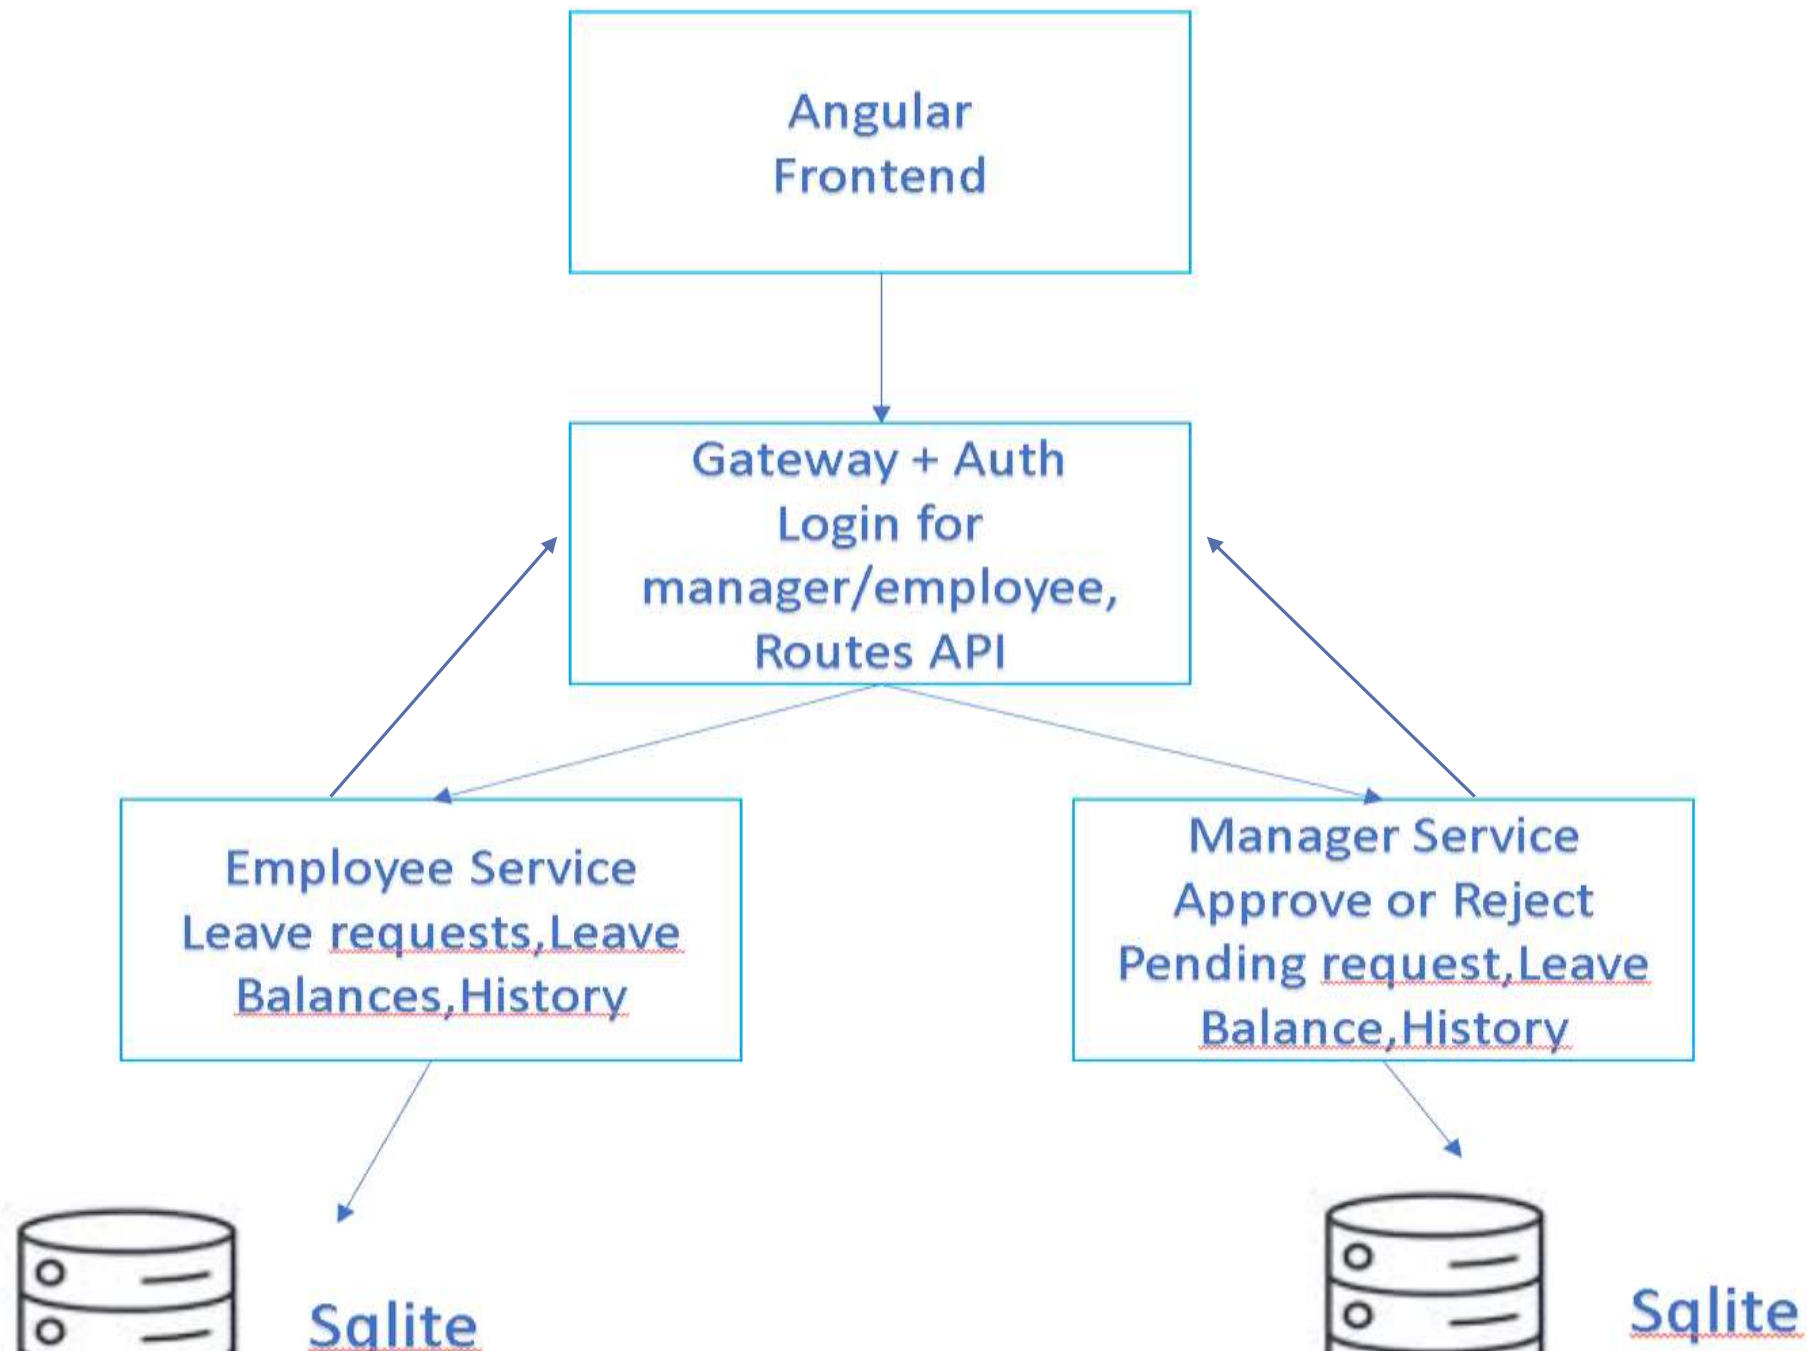 Angular
Frontend
Gateway + Auth
Login for
manager/employee,
Routes API
Employee Service
Leave requests,Leave
Balances,History
Manager Service
Approve or Reject
Pending request,Leave
Balance,History
Sqlite
Sqlite